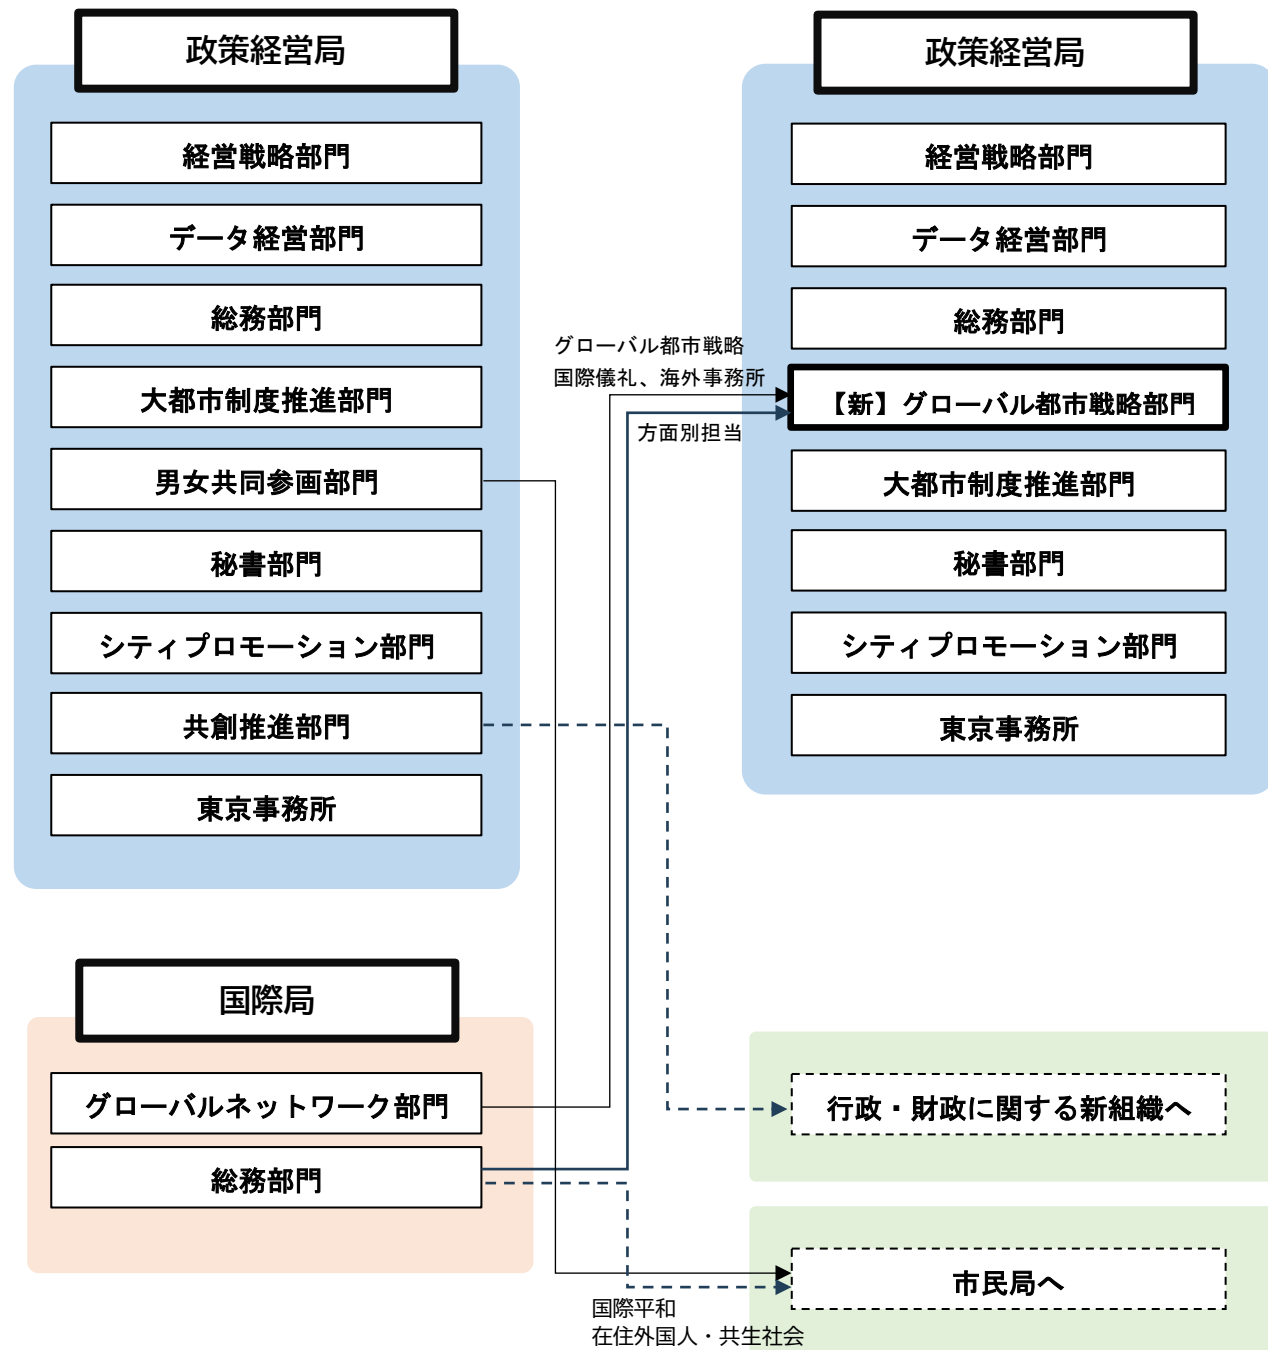 政策経営局
経営戦略部門
データ経営部門
総務部門
大都市制度推進部門
男女共同参画部門
秘書部門
シティプロモーション部門
共創推進部門
東京事務所
国際局
グローバルネットワーク部門
総務部門
グローバル都市戦略
国際儀礼、海外事務所
方面別担当
国際平和
在住外国人・共生社会
政策経営局
経営戦略部門
データ経営部門
総務部門
【新】グローバル都市戦略部門
大都市制度推進部門
秘書部門
シティプロモーション部門
東京事務所
行政・財政に関する新組織へ
市民局へ